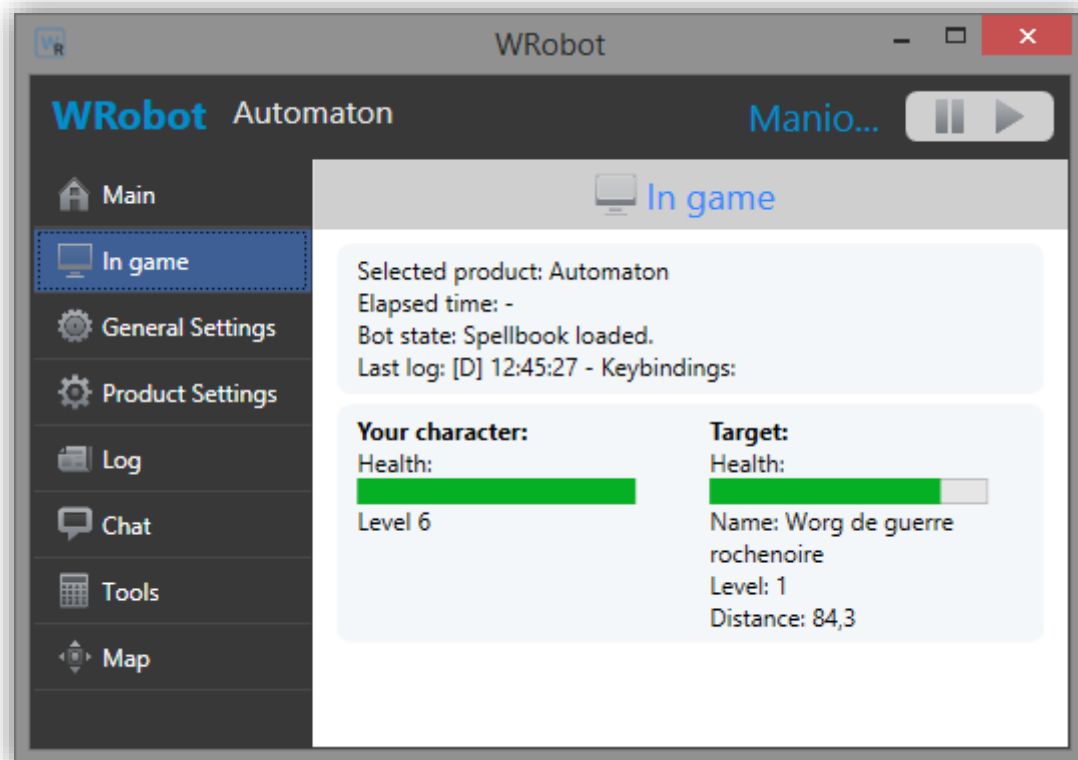 WR
WRobot
WRobot Automaton Manio...
Main
In game
General Settings
Product Settings
Log
Chat
Tools
Map
In game
Selected product: Automaton
Elapsed time: -
Bot state: Spellbook loaded.
Last log: [D] 12:45:27 - Keybindings:
Your character:
Health:
Level 6
Target:
Health:
Name: Worg de guerre
rochenoire
Level: 1
Distance: 84,3